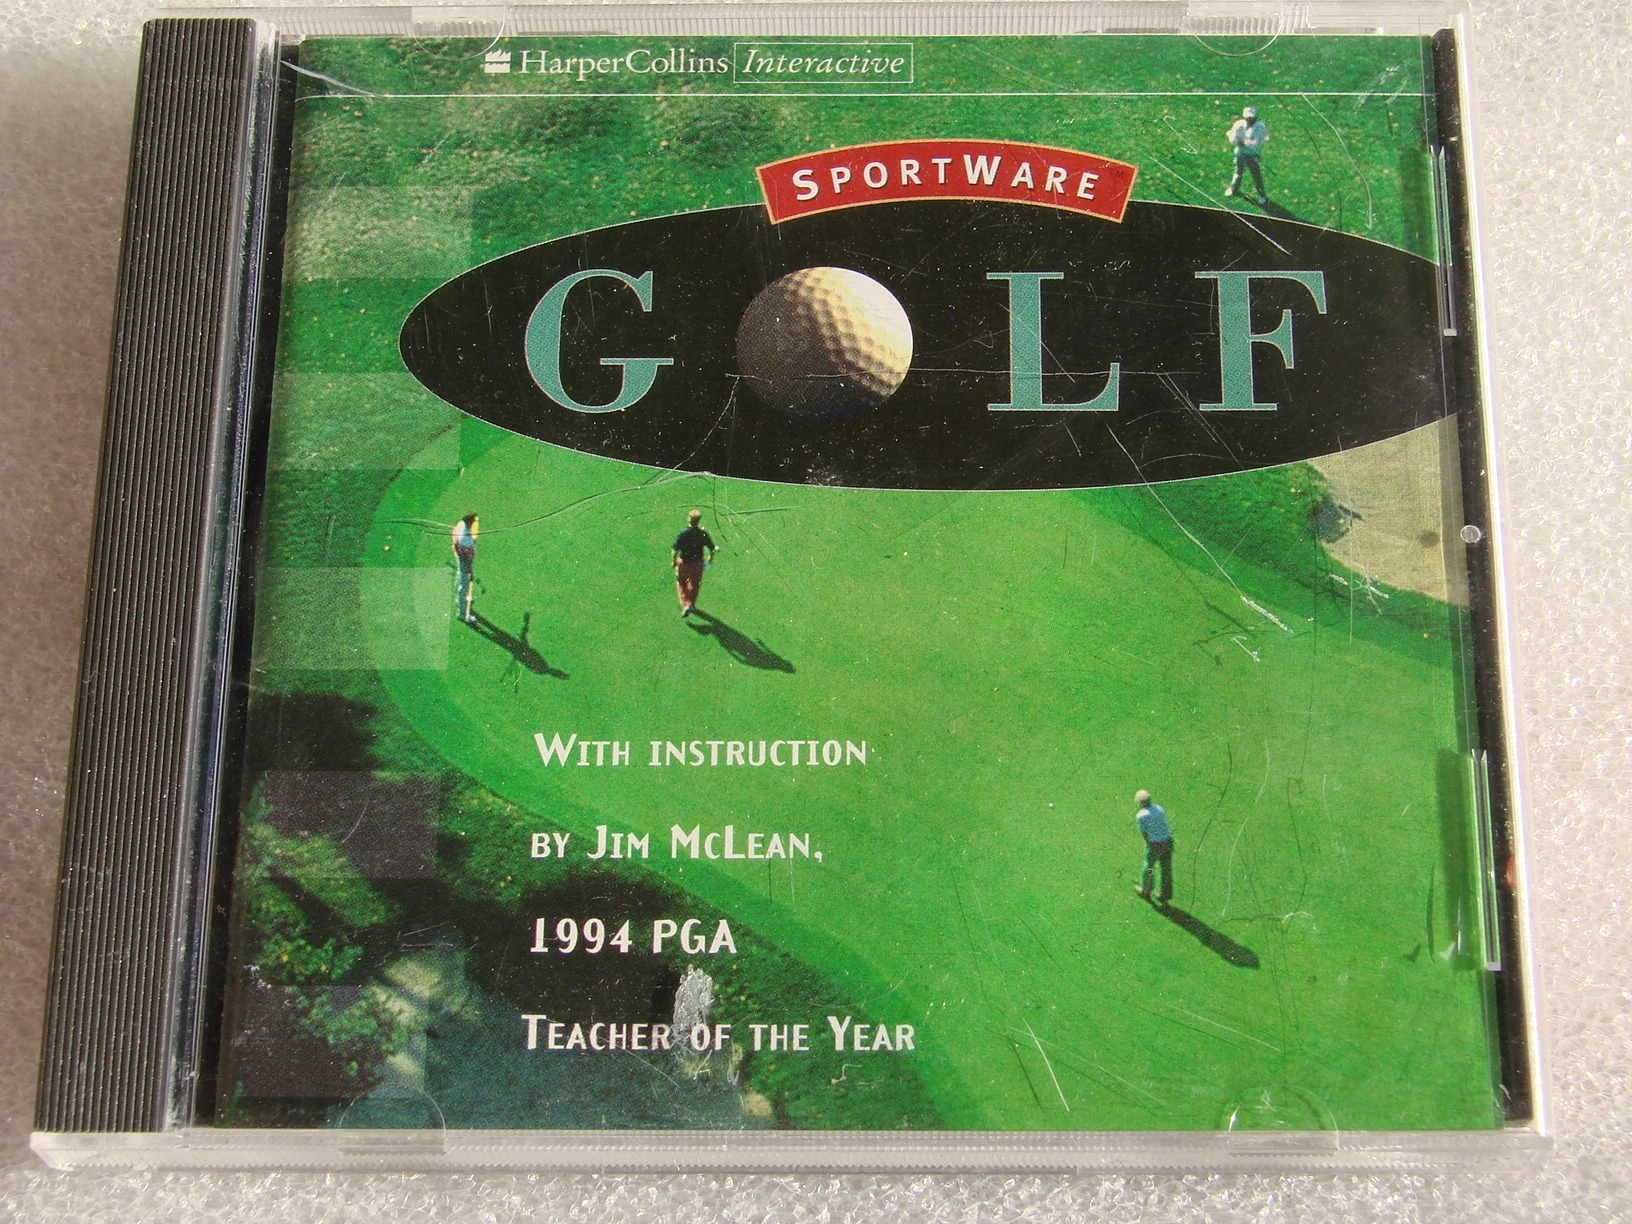 HarperCollins Interactive
SPORTWARE
GOLF
WITH INSTRUCTION
BY JIM MCLEAN,
1994 PGA
TEACHER OF THE YEAR